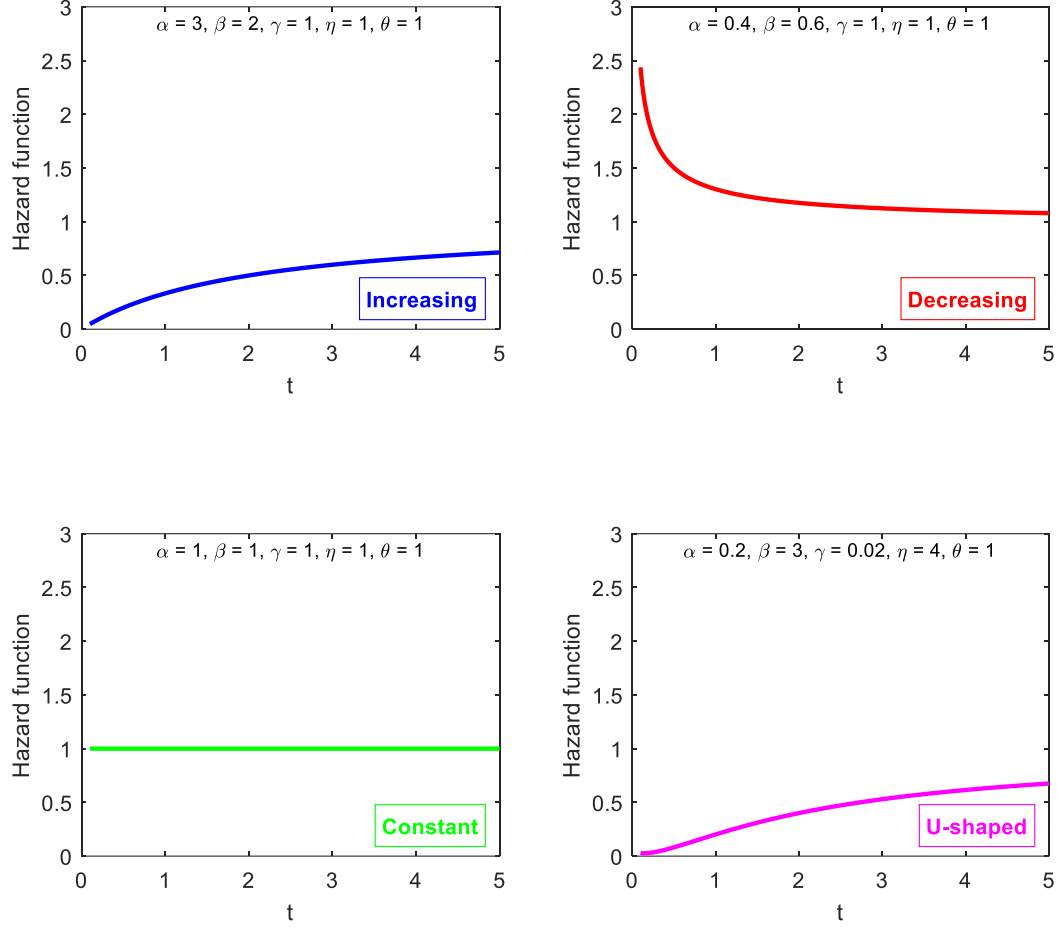 α = 3, β = 2, γ = 1, η = 1, θ = 1
3
2.5
2
1.5
1
0.5
0
Hazard function
Increasing
0 1 2 3 4 5
t
α = 0.4, β = 0.6, γ = 1, η = 1, θ = 1
3
2.5
2
1.5
1
0.5
0
Hazard function
Decreasing
0 1 2 3 4 5
t
α = 1, β = 1, γ = 1, η = 1, θ = 1
3
2.5
2
1.5
1
0.5
0
Hazard function
Constant
0 1 2 3 4 5
t
α = 0.2, β = 3, γ = 0.02, η = 4, θ = 1
3
2.5
2
1.5
1
0.5
0
Hazard function
U-shaped
0 1 2 3 4 5
t